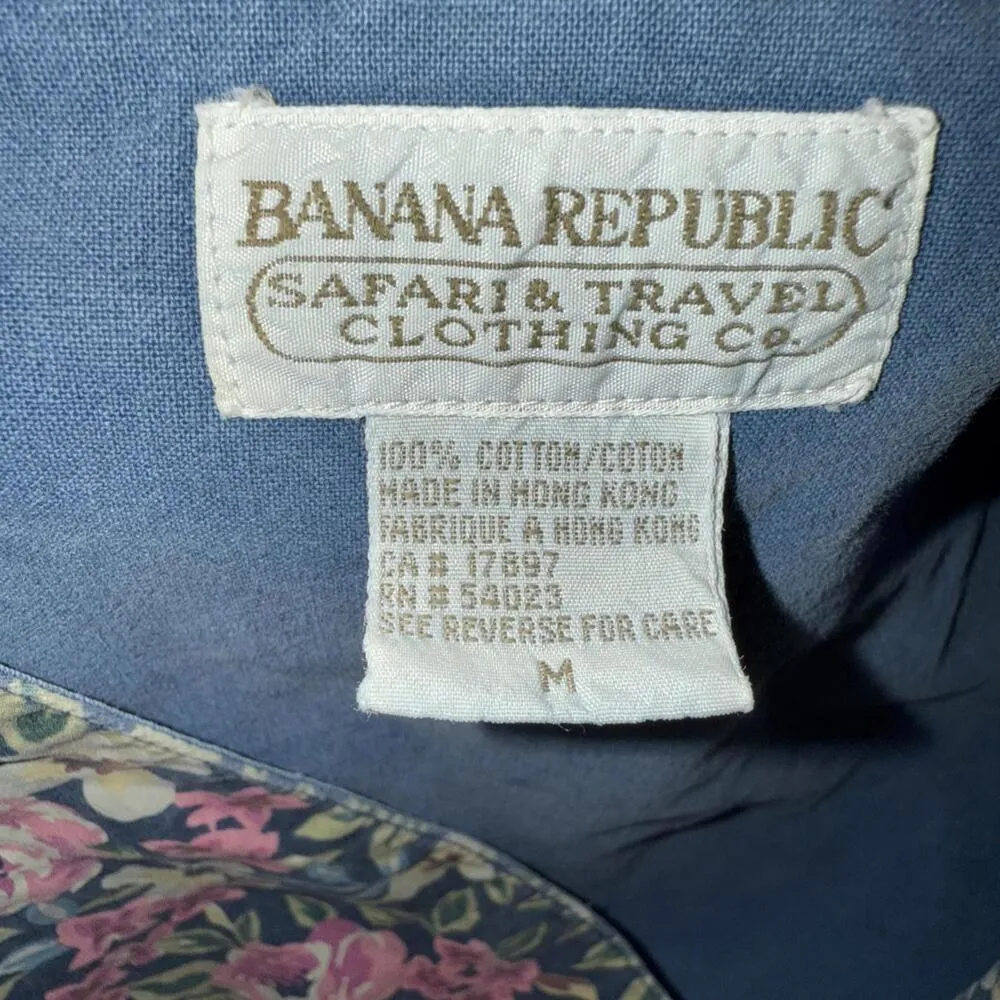 BANANA REPUBLIC
SAFARI & TRAVEL
CLOTHING CO.
100% COTTON/COTON
MADE IN HONG KONG
FABRIQUE A HONG KONG
CA # 17897
RN # 54023
SEE REVERSE FOR CARE
M